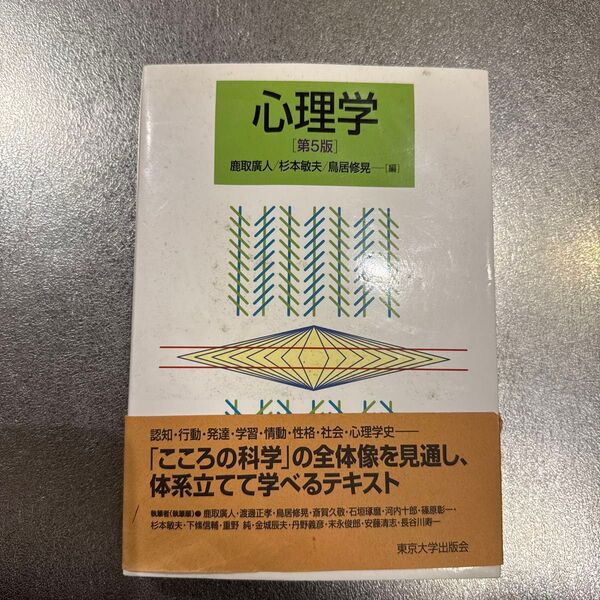 心理学
[第5版]
鹿取廣人/杉本敏夫/鳥居修晃──[編]
認知・行動・発達・学習・情動・性格・社会・心理学史──
「こころの科学」の全体像を見通し、
体系立てて学べるテキスト
執筆者(執筆順)●鹿取廣人・渡邊正孝・鳥居修晃・斎賀久敬・石垣琢麿・河内十郎・篠原彰一・
杉本敏夫・下條信輔・重野 純・金城辰夫・丹野義彦・末永俊郎・安藤清志・長谷川寿一
東京大学出版会